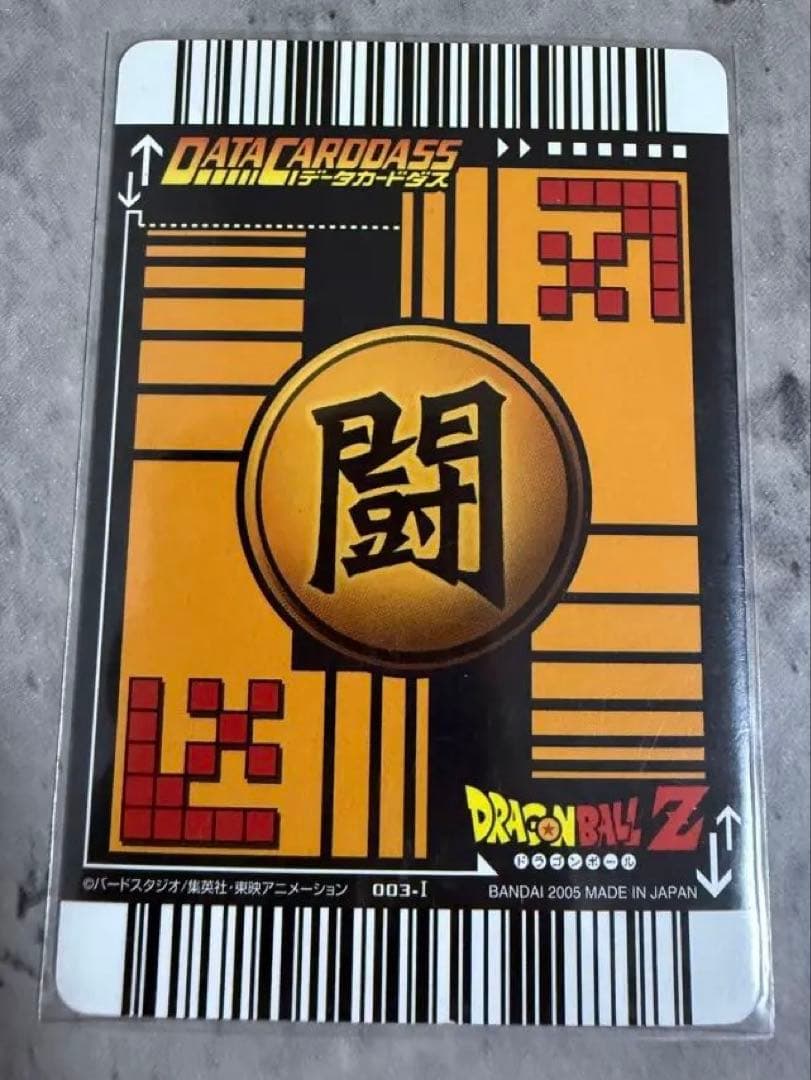 DATA CARDDASS
データカードダス
闘
DRAGON BALL Z
ドラゴンボール
©バードスタジオ/集英社・東映アニメーション 003-I BANDAI 2005 MADE IN JAPAN